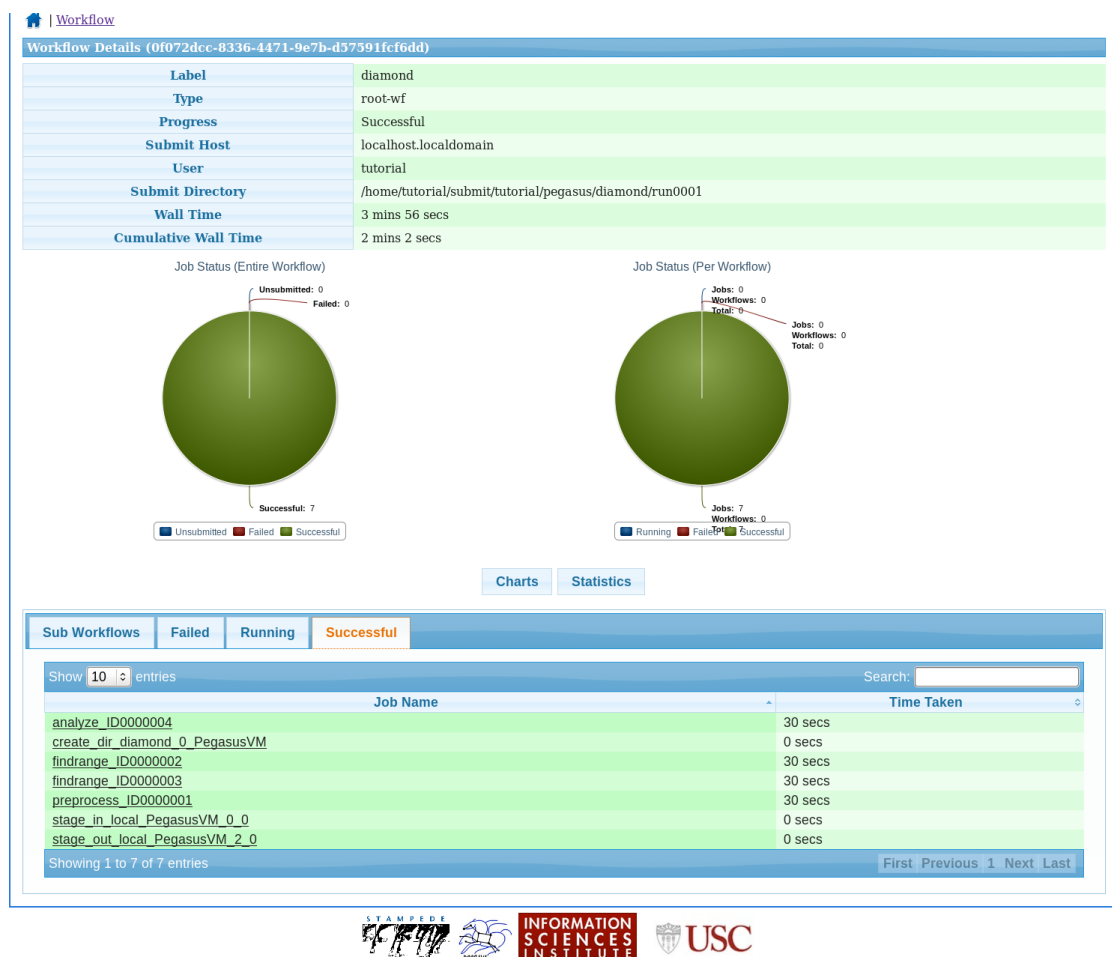 | Workflow
Workflow Details (0f072dcc-8336-4471-9e7b-d57591fcf6dd)
Label diamond
Type root-wf
Progress Successful
Submit Host localhost.localdomain
User tutorial
Submit Directory /home/tutorial/submit/tutorial/pegasus/diamond/run0001
Wall Time 3 mins 56 secs
Cumulative Wall Time 2 mins 2 secs
Job Status (Entire Workflow)
Unsubmitted: 0
Failed: 0
Successful: 7
Unsubmitted Failed Successful
Job Status (Per Workflow)
Jobs: 0
Workflows: 0
Total: 0
Jobs: 0
Workflows: 0
Total: 0
Jobs: 7
Workflows: 0
Total: 7
Running Failed Successful
Charts Statistics
Sub Workflows Failed Running Successful
Show 10 entries Search:
Job Name Time Taken
analyze_ID0000004 30 secs
create_dir_diamond_0_PegasusVM 0 secs
findrange_ID0000002 30 secs
findrange_ID0000003 30 secs
preprocess_ID0000001 30 secs
stage_in_local_PegasusVM_0_0 0 secs
stage_out_local_PegasusVM_2_0 0 secs
Showing 1 to 7 of 7 entries First Previous 1 Next Last
STAMPEDE
INFORMATION
SCIENCES
INSTITUTE
USC